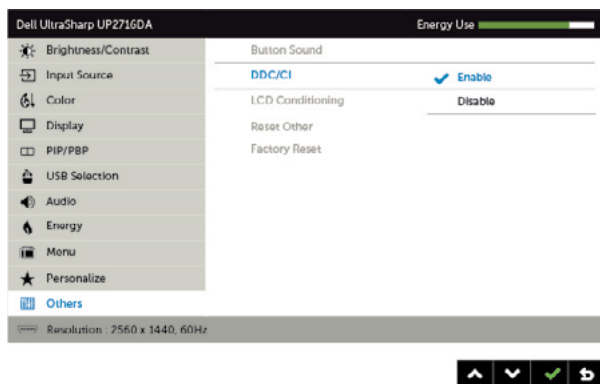 Dell UltraSharp UP2716DA
Energy Use
Brightness/Contrast
Button Sound
Input Source
DDC/CI
Enable
Color
LCD Conditioning
Disable
Display
Reset Other
PIP/PBP
Factory Reset
USB Selection
Audio
Energy
Menu
Personalize
Others
Resolution : 2560 x 1440, 60Hz